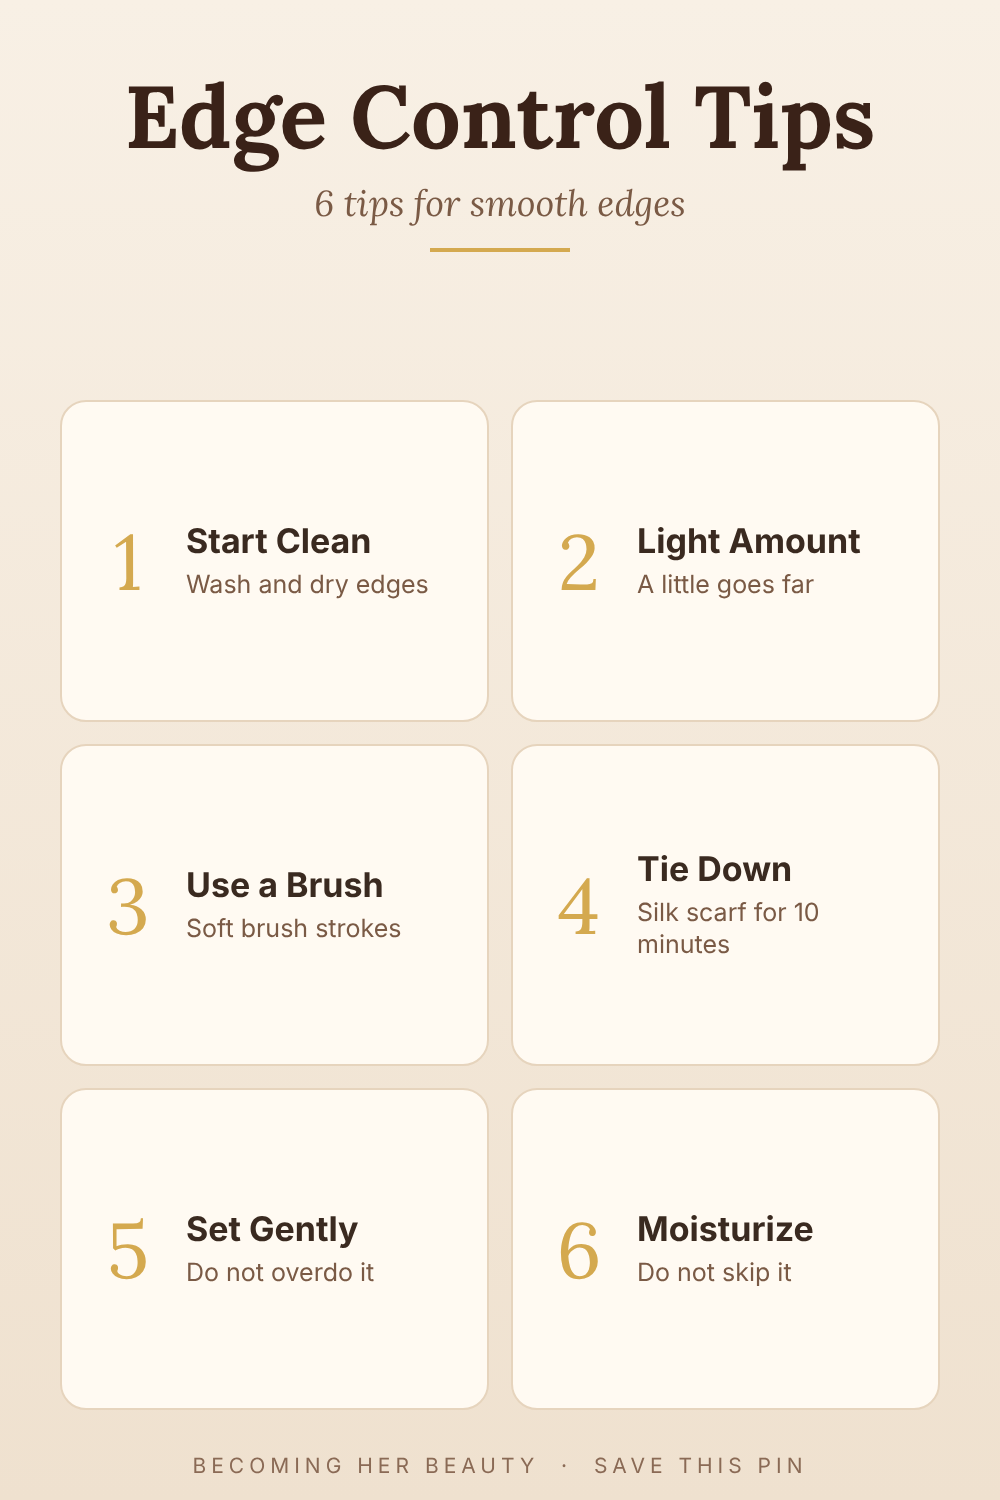 Edge Control Tips
6 tips for smooth edges
1
Start Clean
Wash and dry edges
2
Light Amount
A little goes far
3
Use a Brush
Soft brush strokes
4
Tie Down
Silk scarf for 10
minutes
5
Set Gently
Do not overdo it
6
Moisturize
Do not skip it
BECOMING HER BEAUTY · SAVE THIS PIN